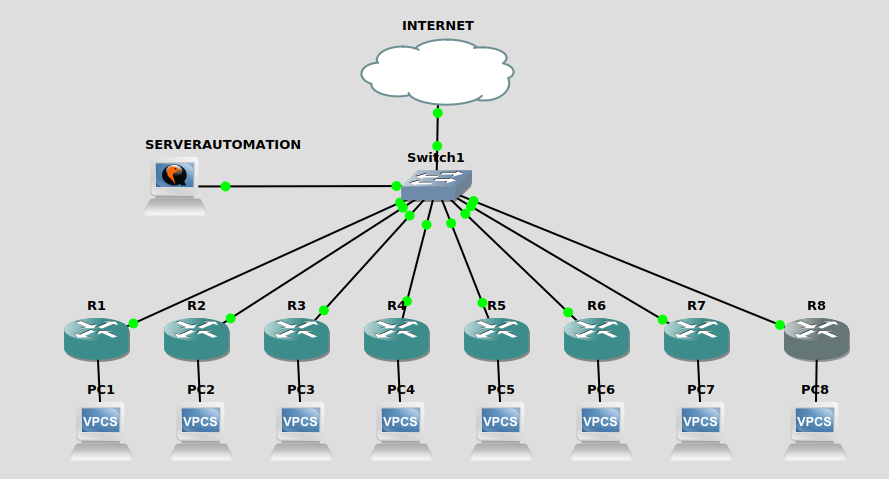 INTERNET
SERVERAUTOMATION
Switch1
R1 R2 R3 R4 R5 R6 R7 R8
PC1 PC2 PC3 PC4 PC5 PC6 PC7 PC8
VPCS VPCS VPCS VPCS VPCS VPCS VPCS VPCS